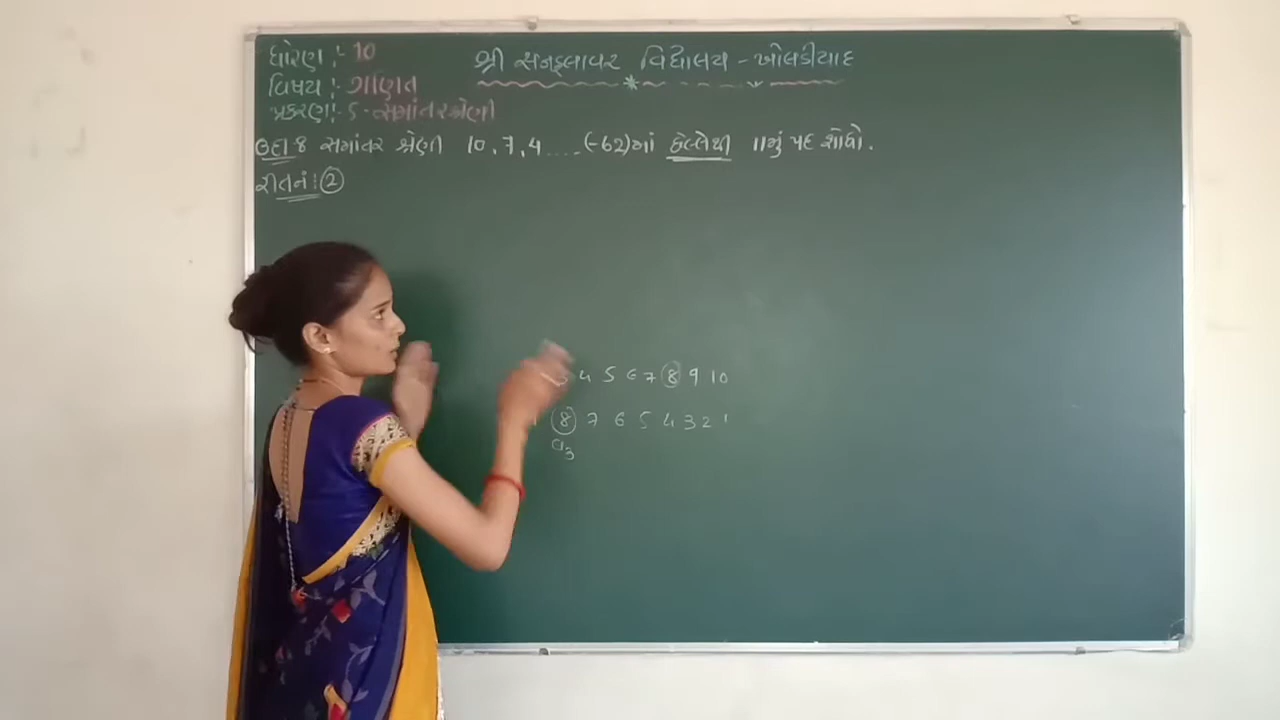 ધોરણ :- 10
શ્રી સનફ્લાવર વિદ્યાલય - ખોલડીયાદ
વિષય :- ગણિત
પ્રકરણ :- 5 - સમાંતર શ્રેણી
ઉદા 8 સમાંતર શ્રેણી 10, 7, 4 .... (-62)માં છેલ્લેથી 11મું પદ શોધો.
રીત નં : 2
4 5 6 7 8 9 10
8 7 6 5 4 3 2 1
a3